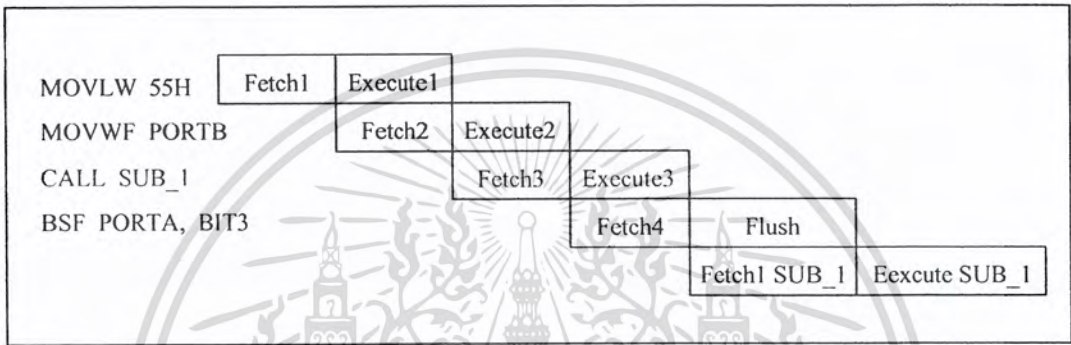 MOVLW 55H Fetch1 Execute1
MOVWF PORTB Fetch2 Execute2
CALL SUB_1 Fetch3 Execute3
BSF PORTA, BIT3 Fetch4 Flush
Fetch1 SUB_1 Eexcute SUB_1